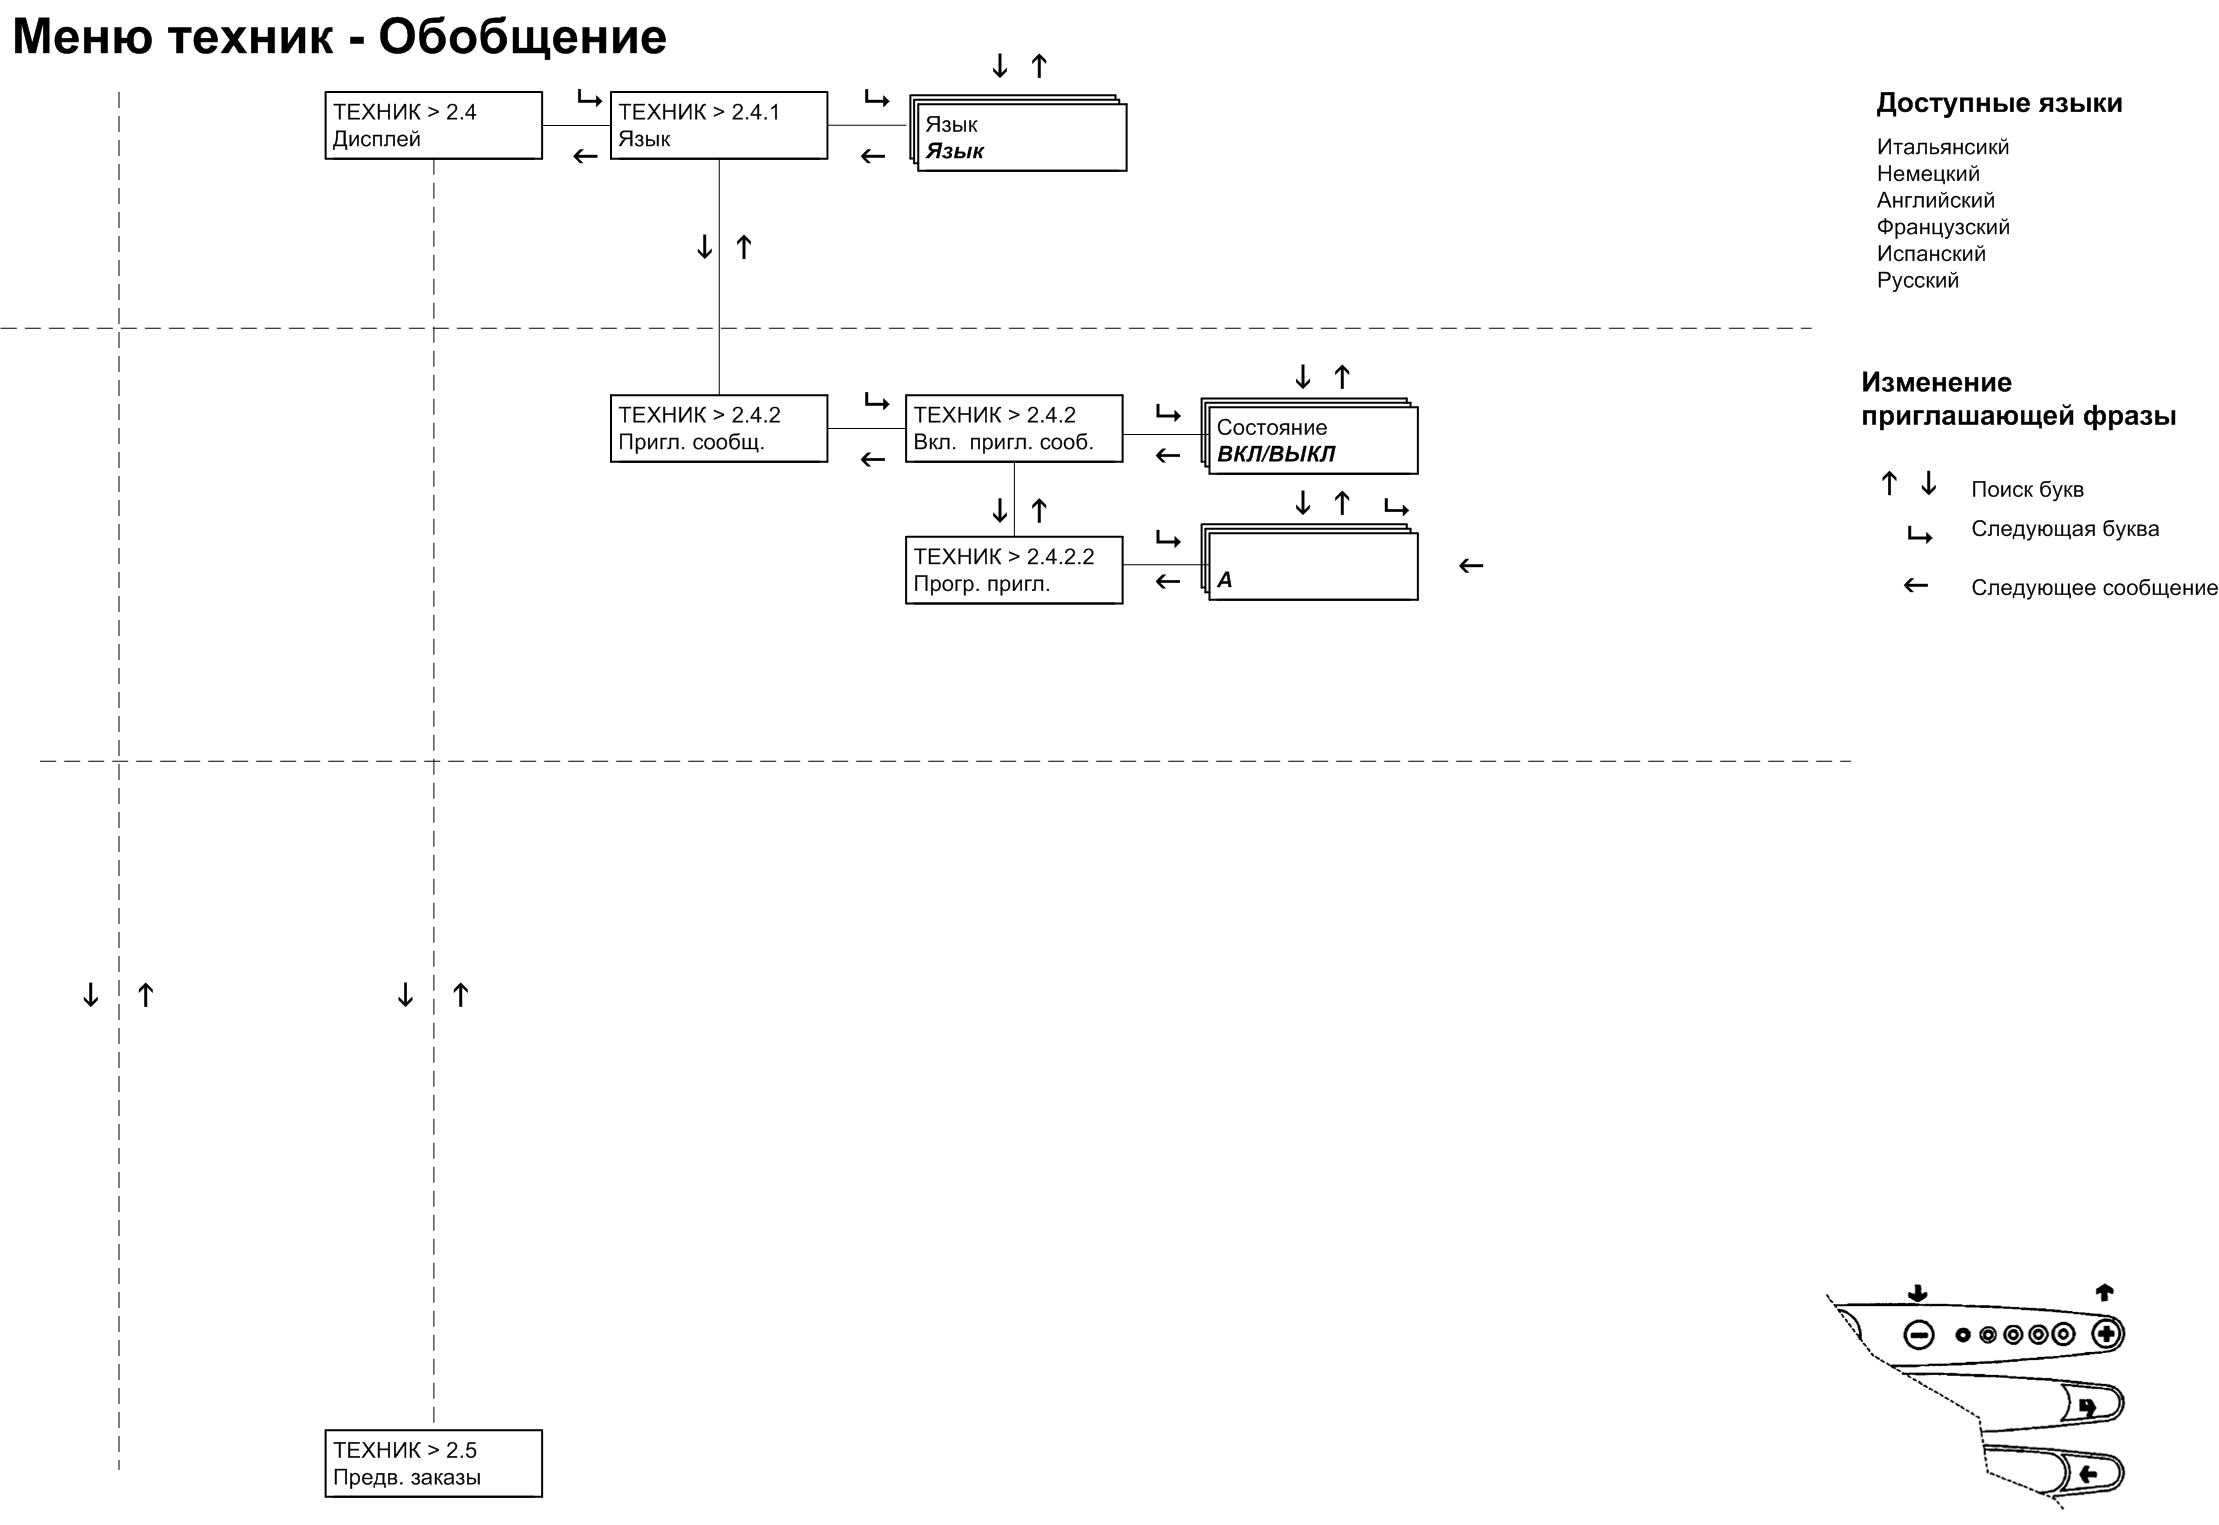 Меню техник - Обобщение
ТЕХНИК > 2.4
Дисплей
ТЕХНИК > 2.4.1
Язык
Язык
Язык
Доступные языки
Итальянсикй
Немецкий
Английский
Французский
Испанский
Русский
ТЕХНИК > 2.4.2
Пригл. сообщ.
ТЕХНИК > 2.4.2
Вкл. пригл. сооб.
Состояние
ВКЛ/ВЫКЛ
ТЕХНИК > 2.4.2.2
Прогр. пригл.
А
Изменение
приглашающей фразы
Поиск букв
Следующая буква
Следующее сообщение
ТЕХНИК > 2.5
Предв. заказы